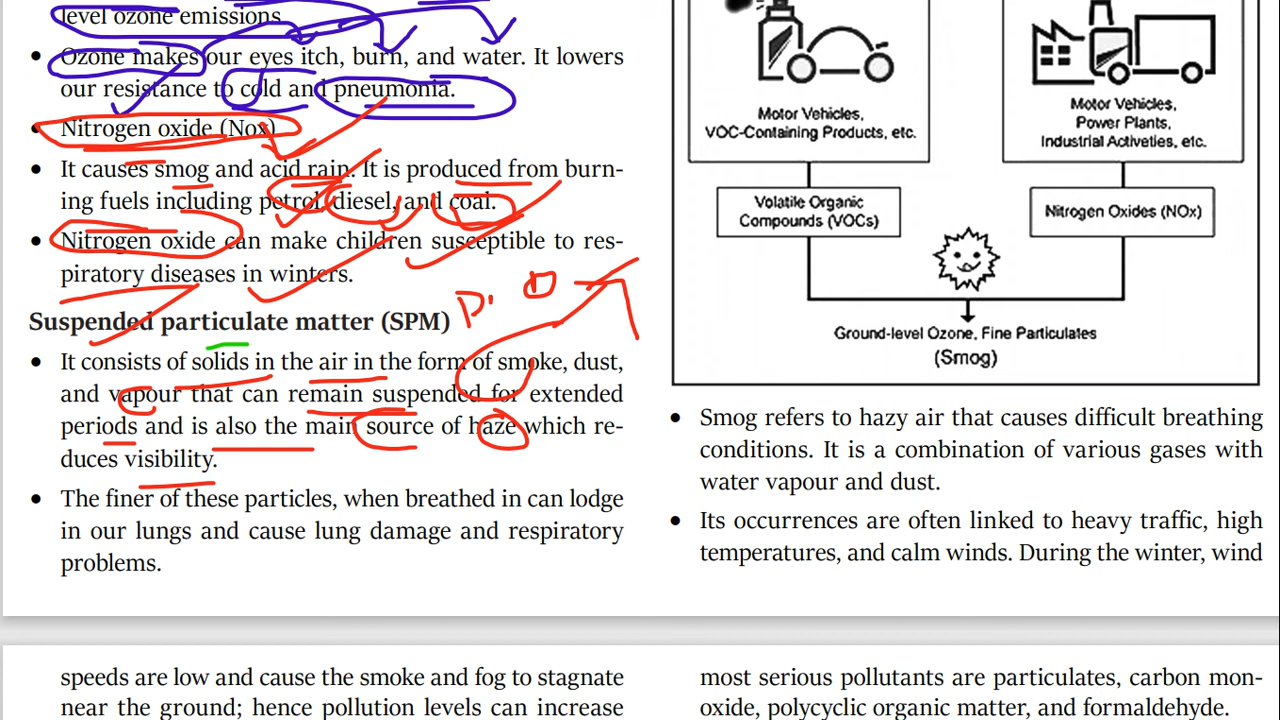 level ozone emissions
• Ozone makes our eyes itch, burn, and water. It lowers
our resistance to cold and pneumonia.
• Nitrogen oxide (Nox)
• It causes smog and acid rain. It is produced from burn-
ing fuels including petrol, diesel, and coal.
• Nitrogen oxide can make children susceptible to res-
piratory diseases in winters.
Suspended particulate matter (SPM)
• It consists of solids in the air in the form of smoke, dust,
and vapour that can remain suspended for extended
periods and is also the main source of haze which re-
duces visibility.
• The finer of these particles, when breathed in can lodge
in our lungs and cause lung damage and respiratory
problems.
Motor Vehicles,
VOC-Containing Products, etc.
Motor Vehicles,
Power Plants,
Industrial Activeties, etc.
Volatile Organic
Compounds (VOCs)
Nitrogen Oxides (NOx)
Ground-level Ozone, Fine Particulates
(Smog)
• Smog refers to hazy air that causes difficult breathing
conditions. It is a combination of various gases with
water vapour and dust.
• Its occurrences are often linked to heavy traffic, high
temperatures, and calm winds. During the winter, wind
speeds are low and cause the smoke and fog to stagnate
near the ground; hence pollution levels can increase
most serious pollutants are particulates, carbon mon-
oxide, polycyclic organic matter, and formaldehyde.